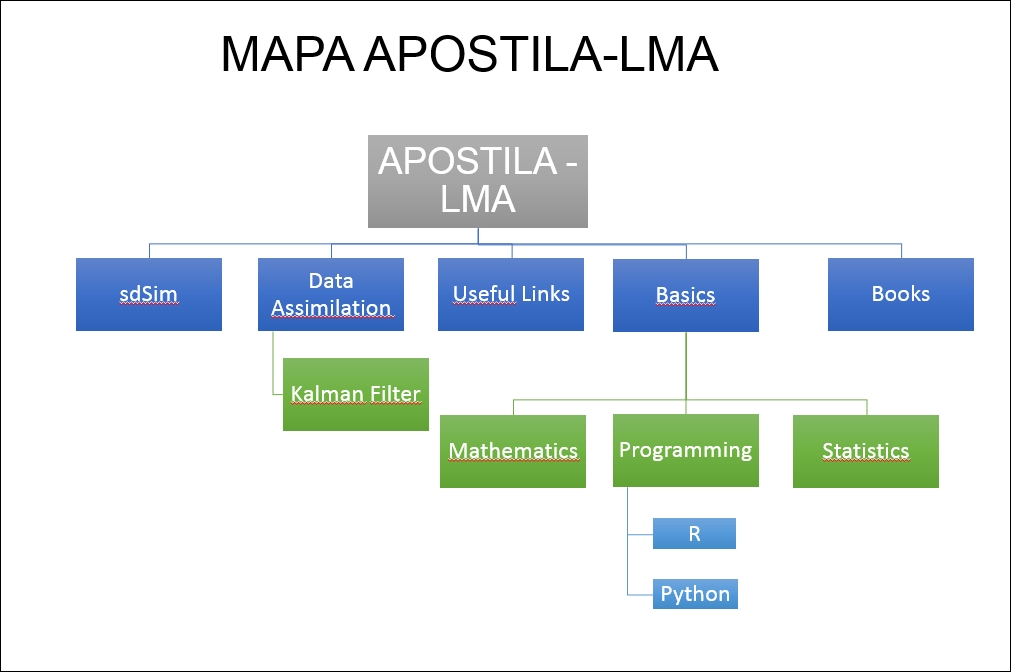 MAPA APOSTILA-LMA
APOSTILA -
LMA
sdSim
Data
Assimilation
Useful Links
Basics
Books
Kalman Filter
Mathematics
Programming
Statistics
R
Python